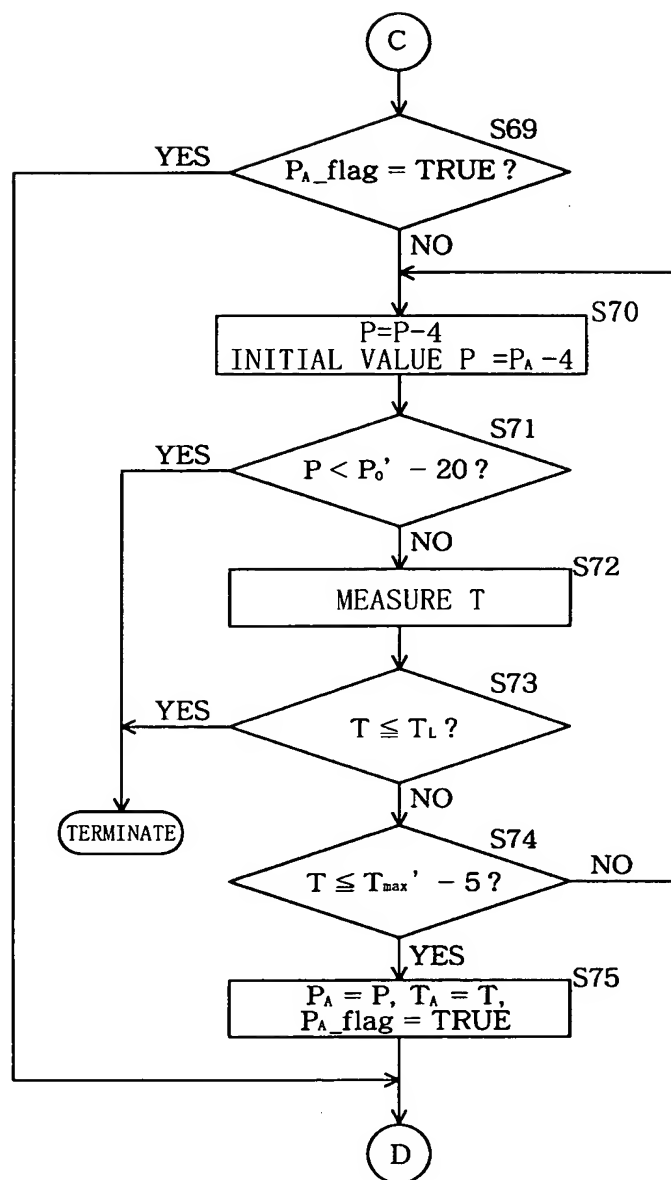 C
S69
YES
P_A_flag = TRUE ?
NO
S70
P=P-4
INITIAL VALUE P =P_A -4
S71
YES
P < P₀' - 20 ?
NO
S72
MEASURE T
S73
YES
T ≦ T_L ?
NO
TERMINATE
S74
NO
T ≦ T_max' - 5 ?
YES
S75
P_A = P, T_A = T,
P_A_flag = TRUE
D